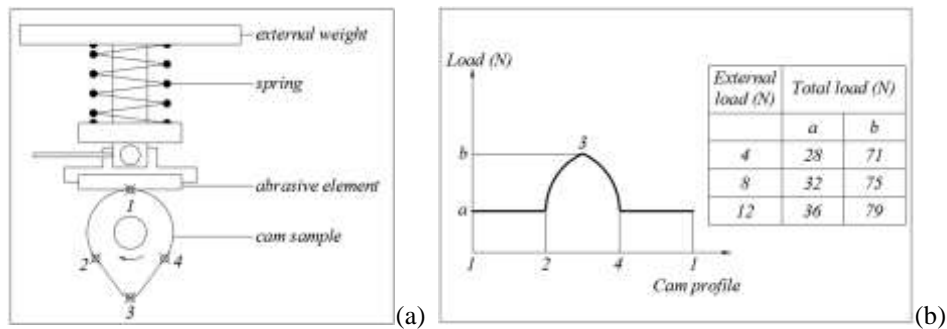 external weight
spring
abrasive element
1
cam sample
2
4
3
(a)
Load (N)
b
3
a
1
2
4
1
Cam profile
External load (N) Total load (N)
a b
4 28 71
8 32 75
12 36 79
(b)